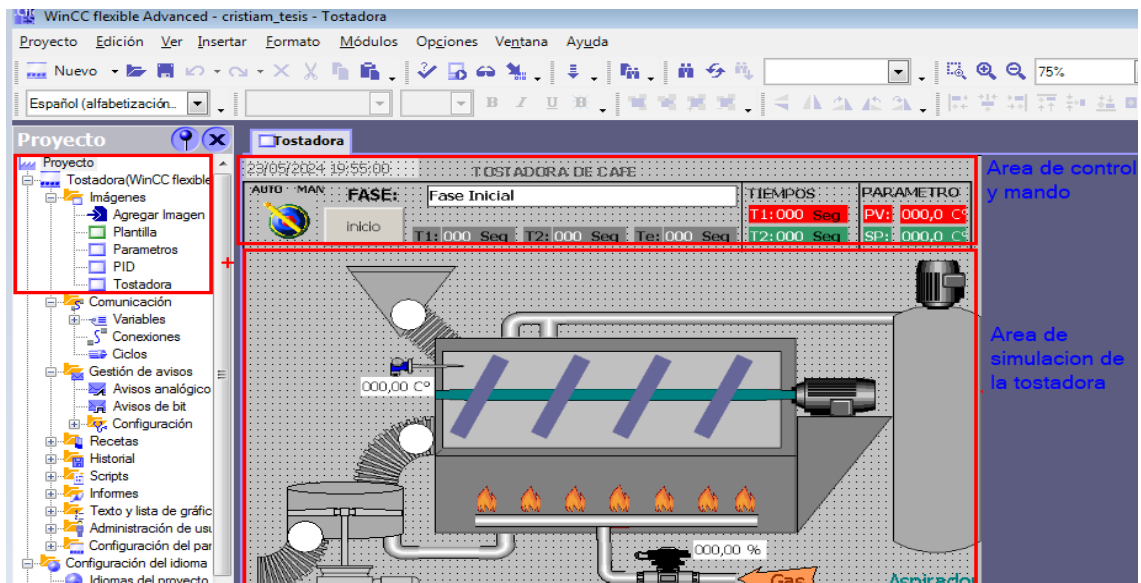 WinCC flexible Advanced - cristiam_tesis - Tostadora
Proyecto Edición Ver Insertar Formato Módulos Opciones Ventana Ayuda
Nuevo 75%
Español (alfabetización... B I U
Proyecto
Proyecto
Tostadora(WinCC flexible
Imágenes
Agregar Imagen
Plantilla
Parametros
PID
Tostadora
Comunicación
Variables
Conexiones
Ciclos
Gestión de avisos
Avisos analógico
Avisos de bit
Configuración
Recetas
Historial
Scripts
Informes
Texto y lista de gráfic
Administración de usu
Configuración del par
Configuración del idioma
Idiomas del proyecto
Tostadora
23/05/2024 19:55:00 TOSTADORA DE CAFE
AUTO MAN FASE: Fase Inicial TIEMPOS PARAMETRO
inicio T1:000 Seg PV: 000,0 Cº
T1:000 Seg T2:000 Seg Te:000 Seg T2:000 Seg SP: 000,0 Cº
Area de control
y mando
000,00 Cº
000,00 %
Gas
Aspirador
Area de
simulacion de
la tostadora